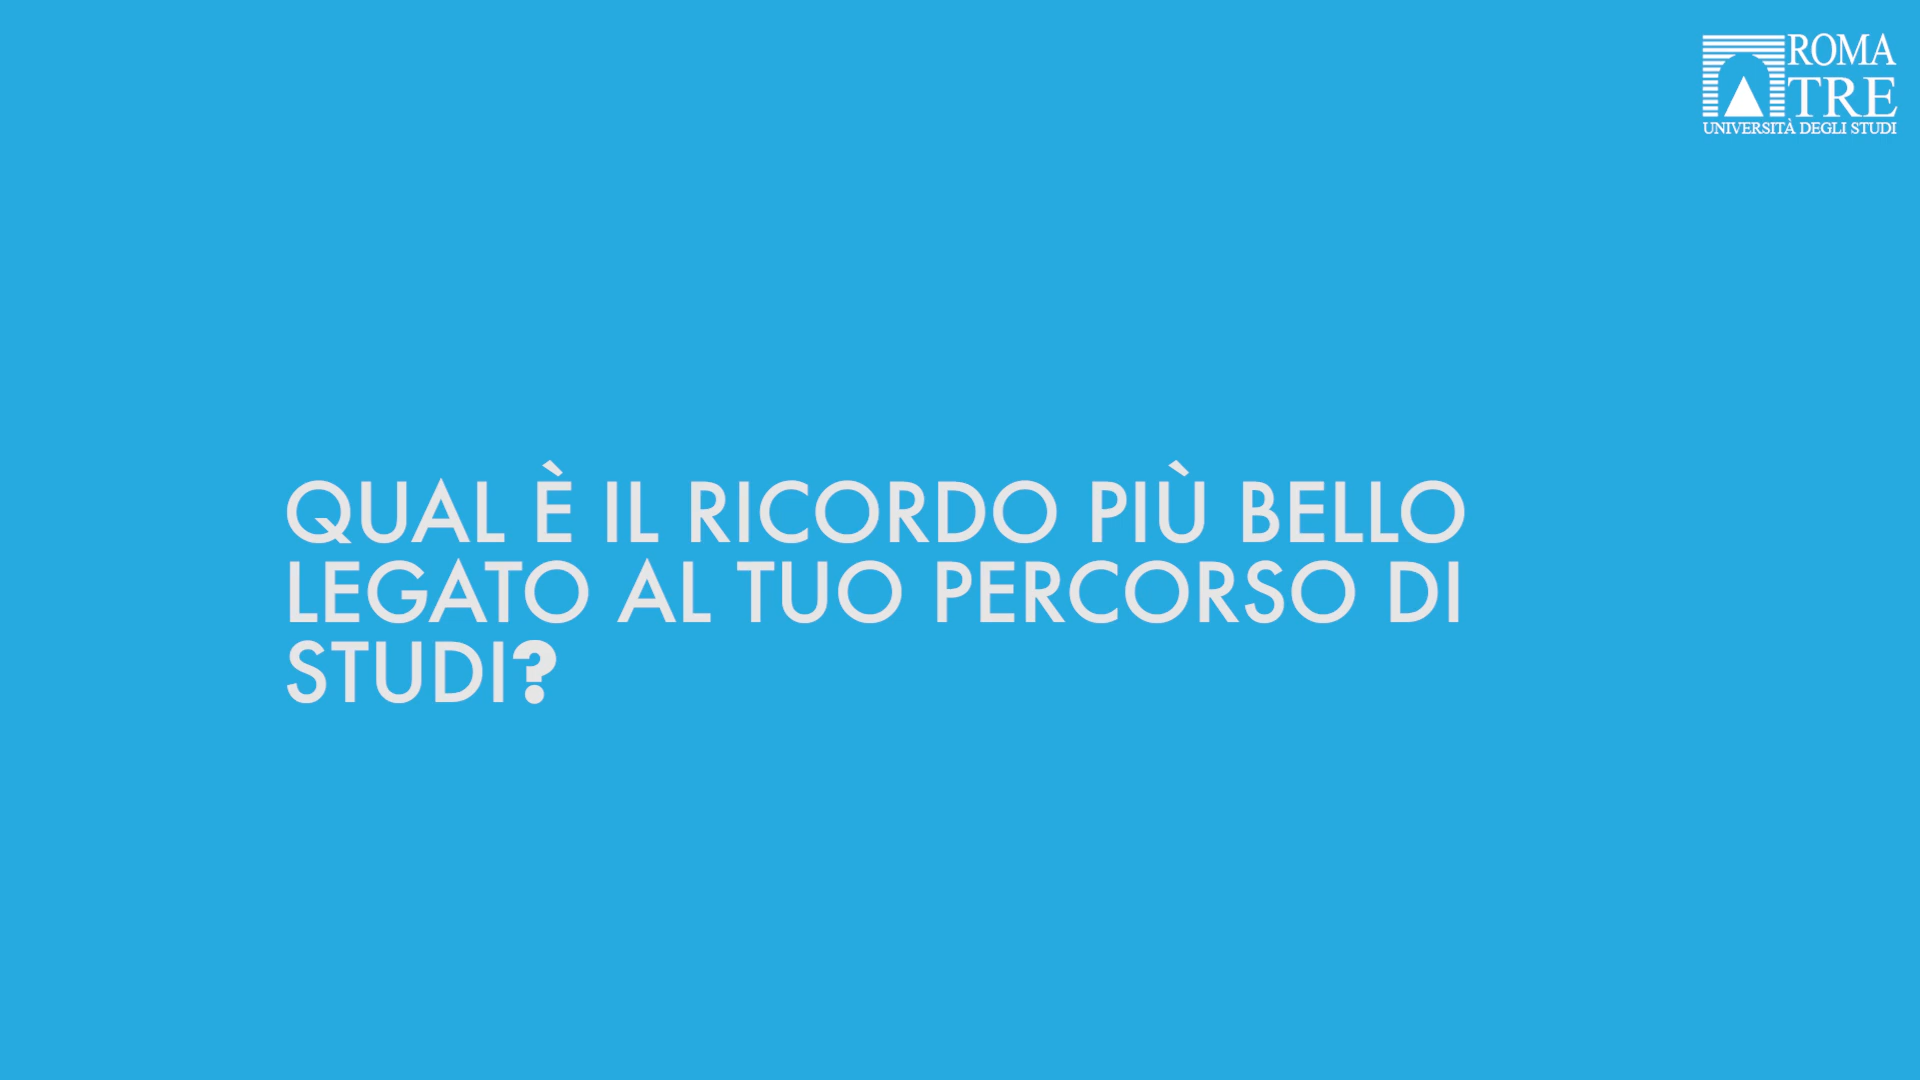 ROMA
TRE
UNIVERSITÀ DEGLI STUDI
QUAL È IL RICORDO PIÙ BELLO
LEGATO AL TUO PERCORSO DI
STUDI?